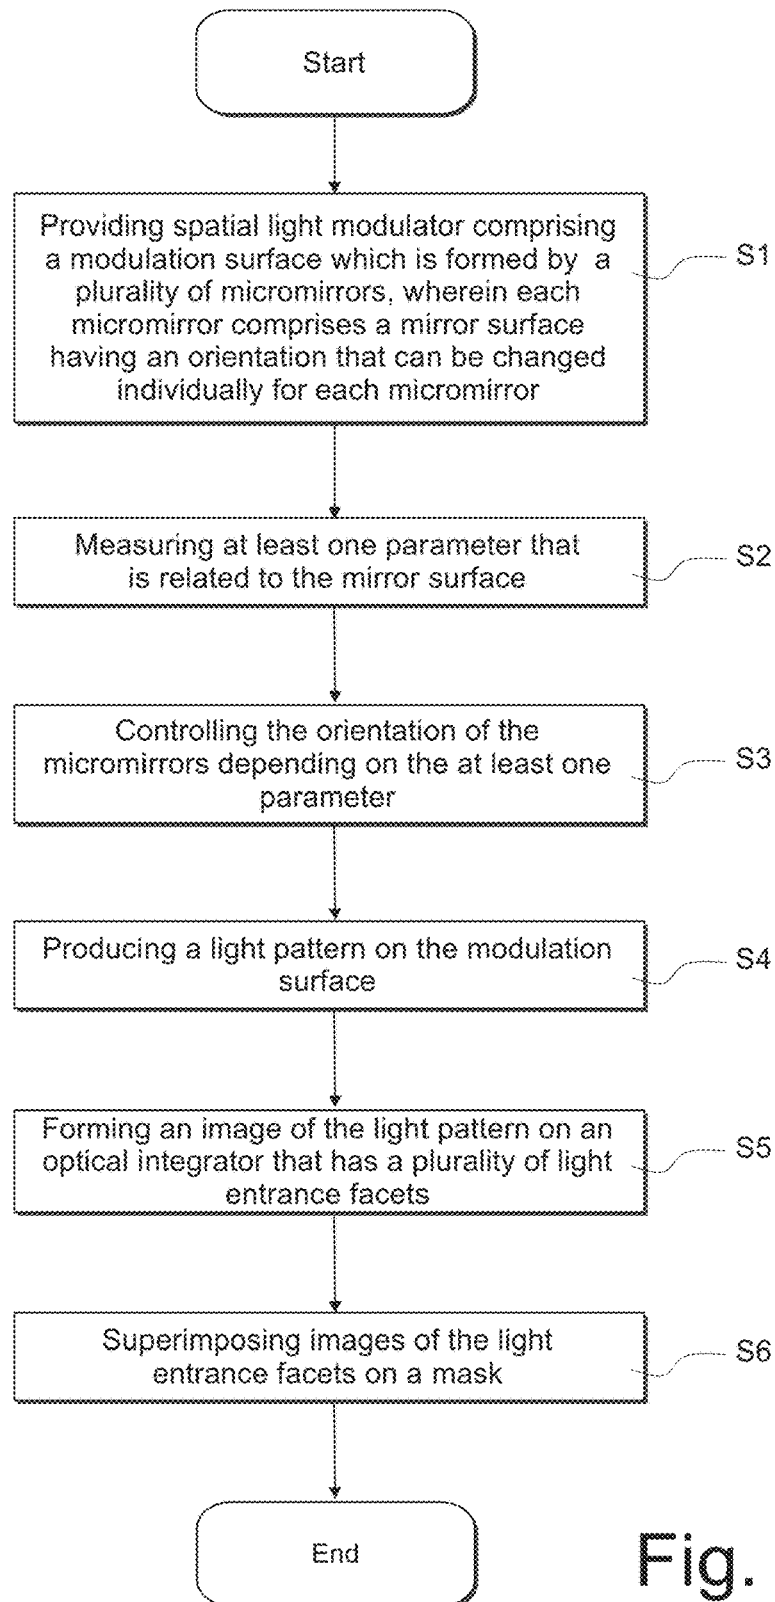 Start
Providing spatial light modulator comprising
a modulation surface which is formed by a
plurality of micromirrors, wherein each
micromirror comprises a mirror surface
having an orientation that can be changed
individually for each micromirror
S1
Measuring at least one parameter that
is related to the mirror surface
S2
Controlling the orientation of the
micromirrors depending on the at least one
parameter
S3
Producing a light pattern on the modulation
surface
S4
Forming an image of the light pattern on an
optical integrator that has a plurality of light
entrance facets
S5
Superimposing images of the light
entrance facets on a mask
S6
End
Fig.